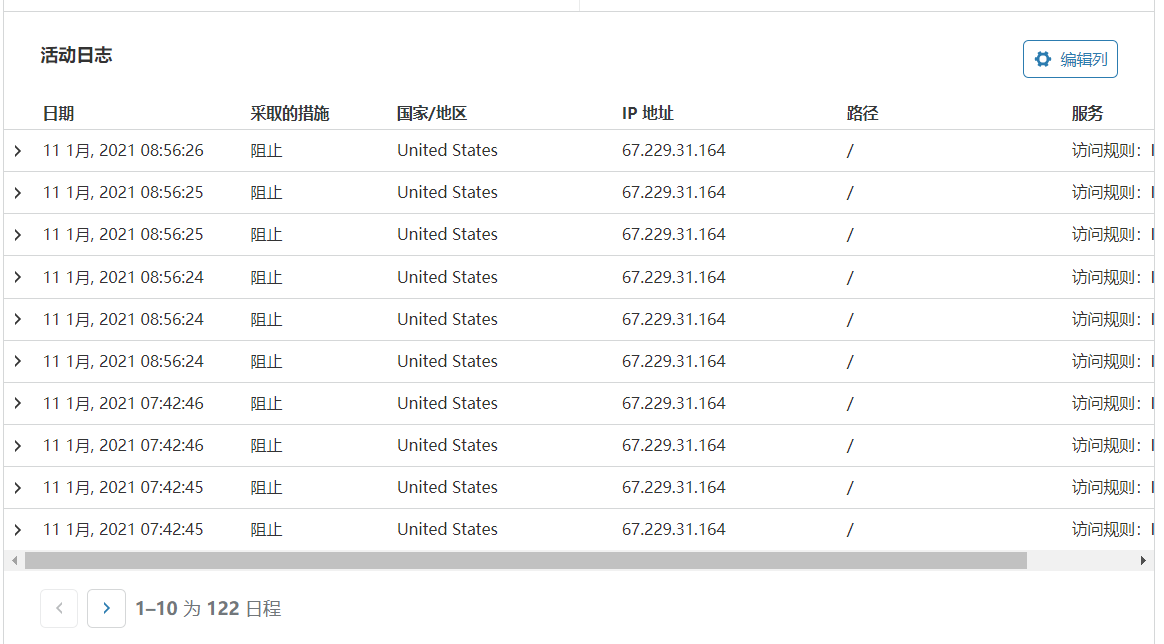 活动日志
编辑列
日期 采取的措施 国家/地区 IP 地址 路径 服务
11 1月, 2021 08:56:26 阻止 United States 67.229.31.164 / 访问规则:
11 1月, 2021 08:56:25 阻止 United States 67.229.31.164 / 访问规则:
11 1月, 2021 08:56:25 阻止 United States 67.229.31.164 / 访问规则:
11 1月, 2021 08:56:24 阻止 United States 67.229.31.164 / 访问规则:
11 1月, 2021 08:56:24 阻止 United States 67.229.31.164 / 访问规则:
11 1月, 2021 08:56:24 阻止 United States 67.229.31.164 / 访问规则:
11 1月, 2021 07:42:46 阻止 United States 67.229.31.164 / 访问规则:
11 1月, 2021 07:42:46 阻止 United States 67.229.31.164 / 访问规则:
11 1月, 2021 07:42:45 阻止 United States 67.229.31.164 / 访问规则:
11 1月, 2021 07:42:45 阻止 United States 67.229.31.164 / 访问规则:
1–10 为 122 日程